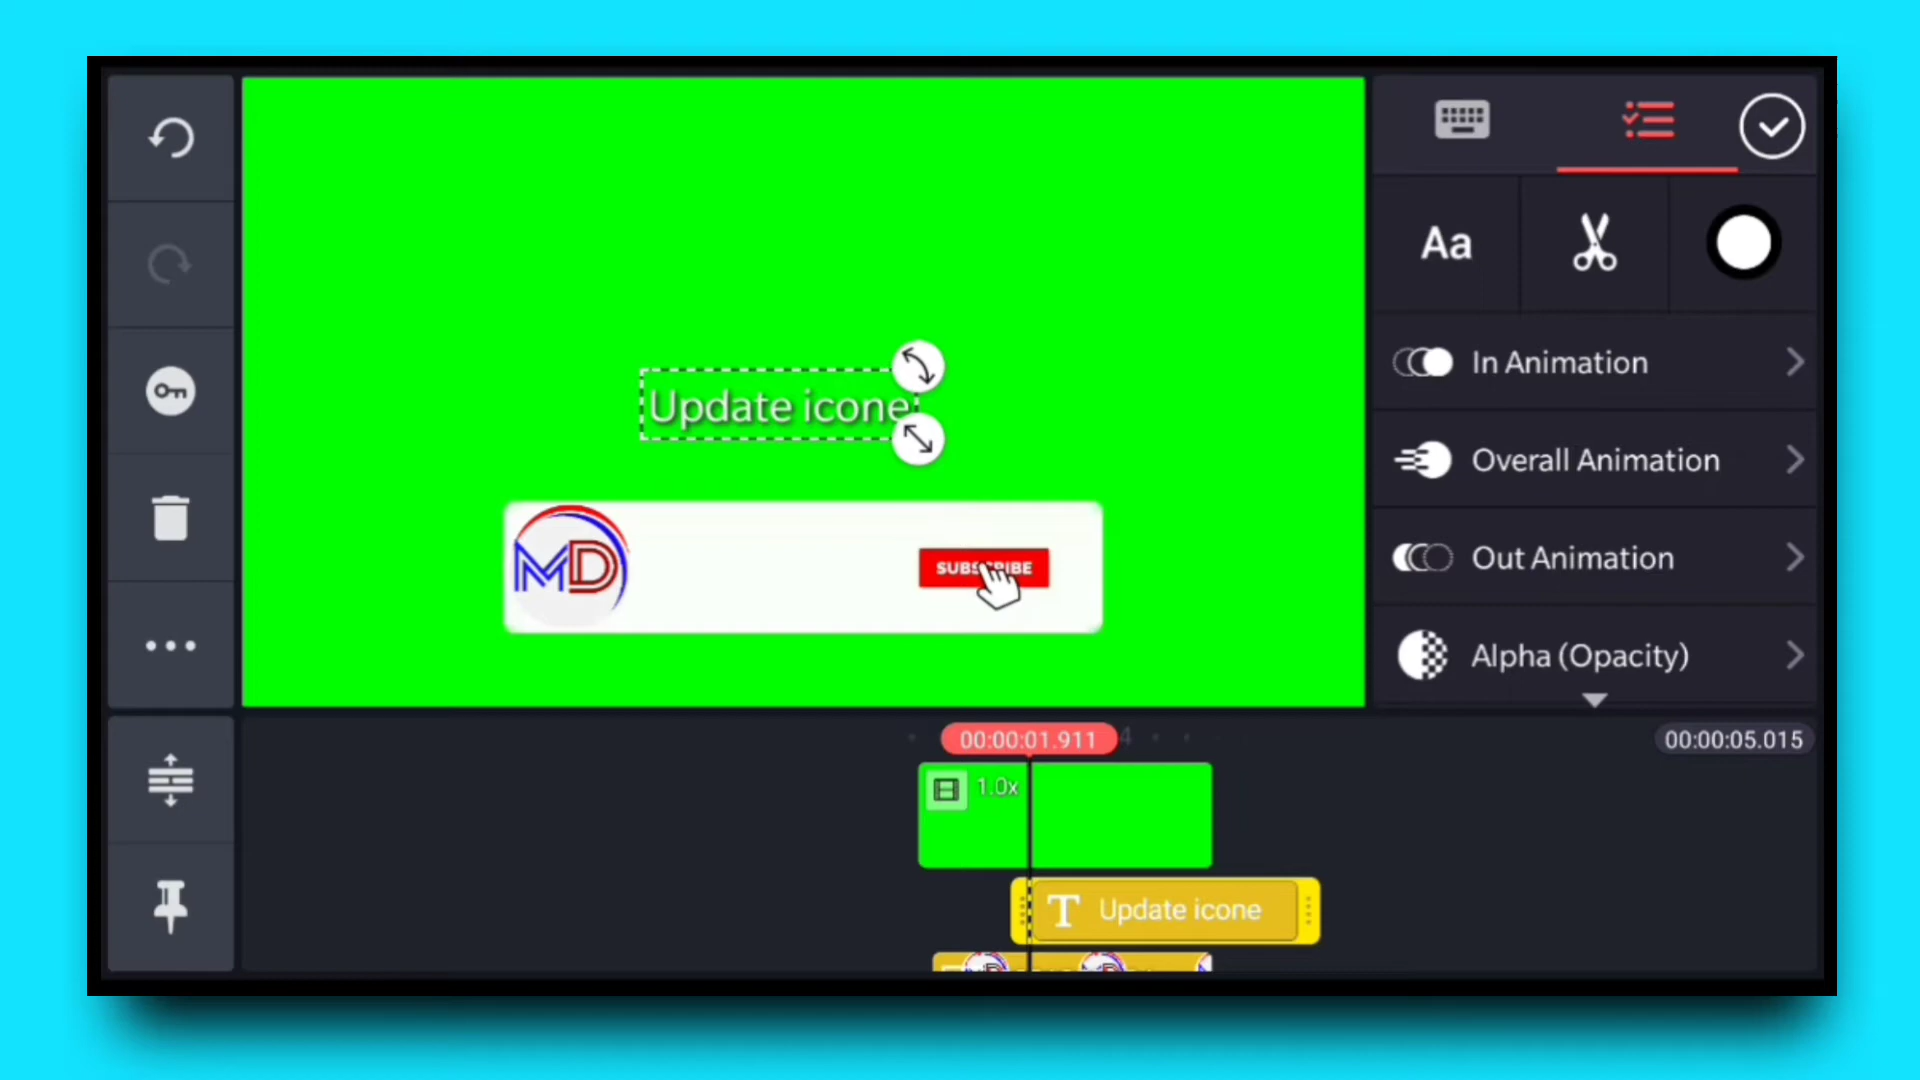 Aa
In Animation
Update icone
Overall Animation
MD
SUBSCRIBE
Out Animation
Alpha (Opacity)
00:00:01.911
4
00:00:05.015
1.0x
T Update icone